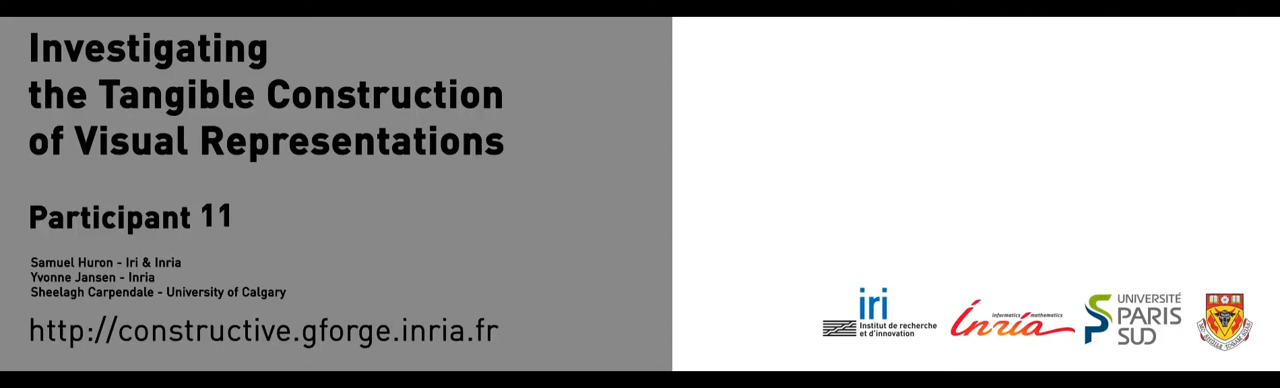 Investigating
the Tangible Construction
of Visual Representations
Participant 11
Samuel Huron - Iri & Inria
Yvonne Jansen - Inria
Sheelagh Carpendale - University of Calgary
http://constructive.gforge.inria.fr
iri
Institut de recherche
et d'innovation
informatics mathematics
inria
UNIVERSITÉ
PARIS
SUD